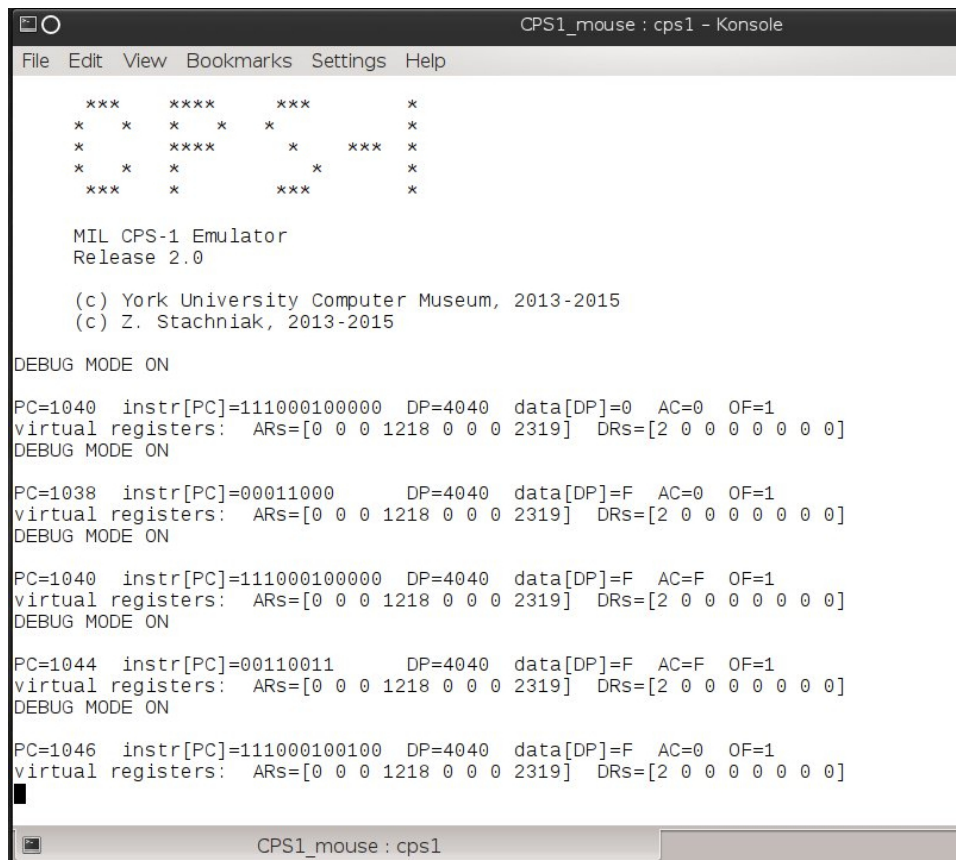 CPS1_mouse : cps1 – Konsole
File Edit View Bookmarks Settings Help
 *** **** *** *
* * * * * *
* **** * *** *
* * * * *
 *** * *** *
MIL CPS-1 Emulator
Release 2.0
(c) York University Computer Museum, 2013-2015
(c) Z. Stachniak, 2013-2015
DEBUG MODE ON
PC=1040 instr[PC]=111000100000 DP=4040 data[DP]=0 AC=0 OF=1
virtual registers: ARs=[0 0 0 1218 0 0 0 2319] DRs=[2 0 0 0 0 0 0 0]
DEBUG MODE ON
PC=1038 instr[PC]=00011000 DP=4040 data[DP]=F AC=0 OF=1
virtual registers: ARs=[0 0 0 1218 0 0 0 2319] DRs=[2 0 0 0 0 0 0 0]
DEBUG MODE ON
PC=1040 instr[PC]=111000100000 DP=4040 data[DP]=F AC=F OF=1
virtual registers: ARs=[0 0 0 1218 0 0 0 2319] DRs=[2 0 0 0 0 0 0 0]
DEBUG MODE ON
PC=1044 instr[PC]=00110011 DP=4040 data[DP]=F AC=F OF=1
virtual registers: ARs=[0 0 0 1218 0 0 0 2319] DRs=[2 0 0 0 0 0 0 0]
DEBUG MODE ON
PC=1046 instr[PC]=111000100100 DP=4040 data[DP]=F AC=0 OF=1
virtual registers: ARs=[0 0 0 1218 0 0 0 2319] DRs=[2 0 0 0 0 0 0 0]
CPS1_mouse : cps1